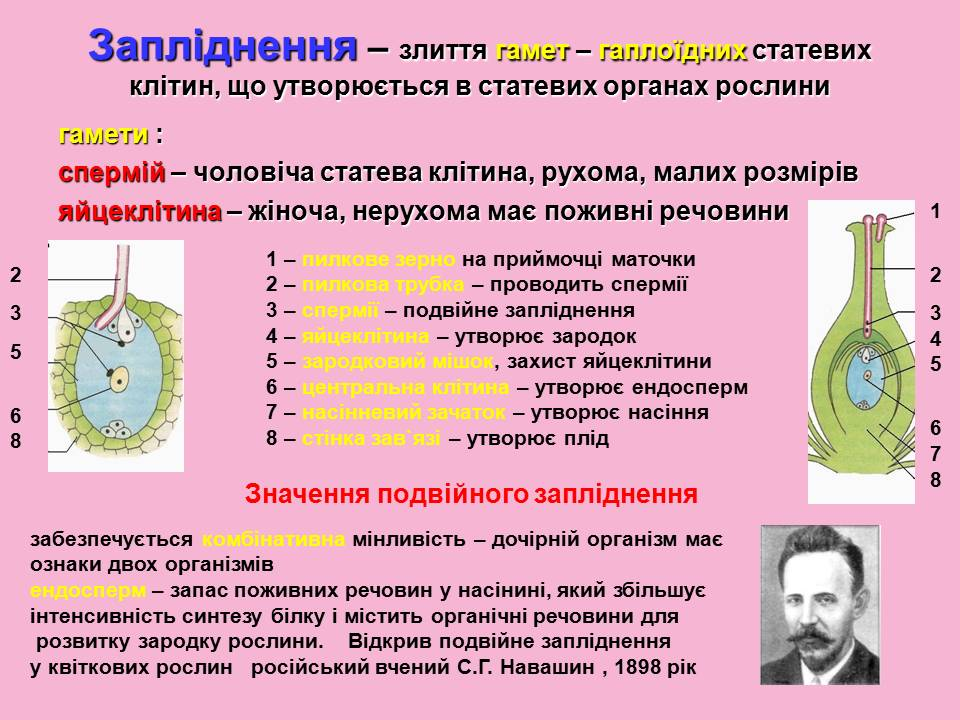 Запліднення – злиття гамет – гаплоїдних статевих
клітин, що утворюється в статевих органах рослини
гамети :
спермій – чоловіча статева клітина, рухома, малих розмірів
яйцеклітина – жіноча, нерухома має поживні речовини
2
3
5
6
8
1 – пилкове зерно на приймочці маточки
2 – пилкова трубка – проводить спермії
3 – спермії – подвійне запліднення
4 – яйцеклітина – утворює зародок
5 – зародковий мішок, захист яйцеклітини
6 – центральна клітина – утворює ендосперм
7 – насінневий зачаток – утворює насіння
8 – стінка зав`язі – утворює плід
1
2
3
4
5
6
7
8
Значення подвійного запліднення
забезпечується комбінативна мінливість – дочірній організм має
ознаки двох організмів
ендосперм – запас поживних речовин у насінині, який збільшує
інтенсивність синтезу білку і містить органічні речовини для
розвитку зародку рослини. Відкрив подвійне запліднення
у квіткових рослин російський вчений С.Г. Навашин , 1898 рік